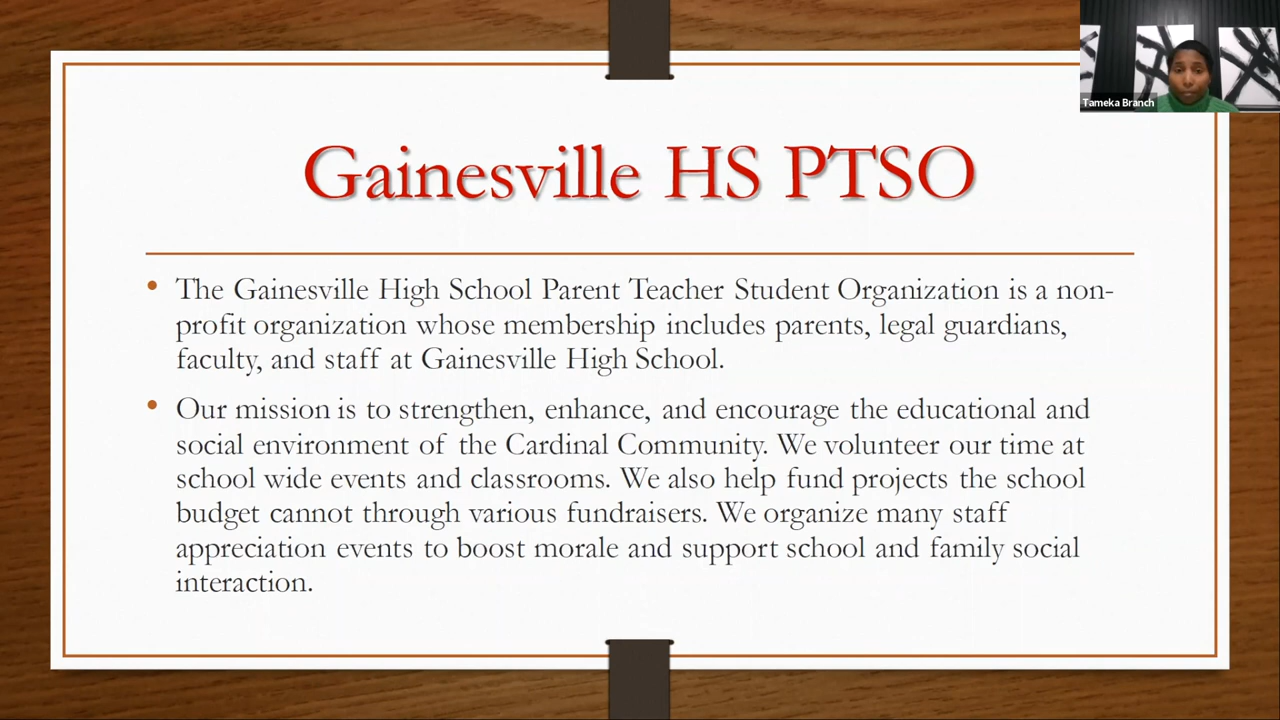 Tameka Branch
Gainesville HS PTSO
• The Gainesville High School Parent Teacher Student Organization is a non-
profit organization whose membership includes parents, legal guardians,
faculty, and staff at Gainesville High School.
• Our mission is to strengthen, enhance, and encourage the educational and
social environment of the Cardinal Community. We volunteer our time at
school wide events and classrooms. We also help fund projects the school
budget cannot through various fundraisers. We organize many staff
appreciation events to boost morale and support school and family social
interaction.